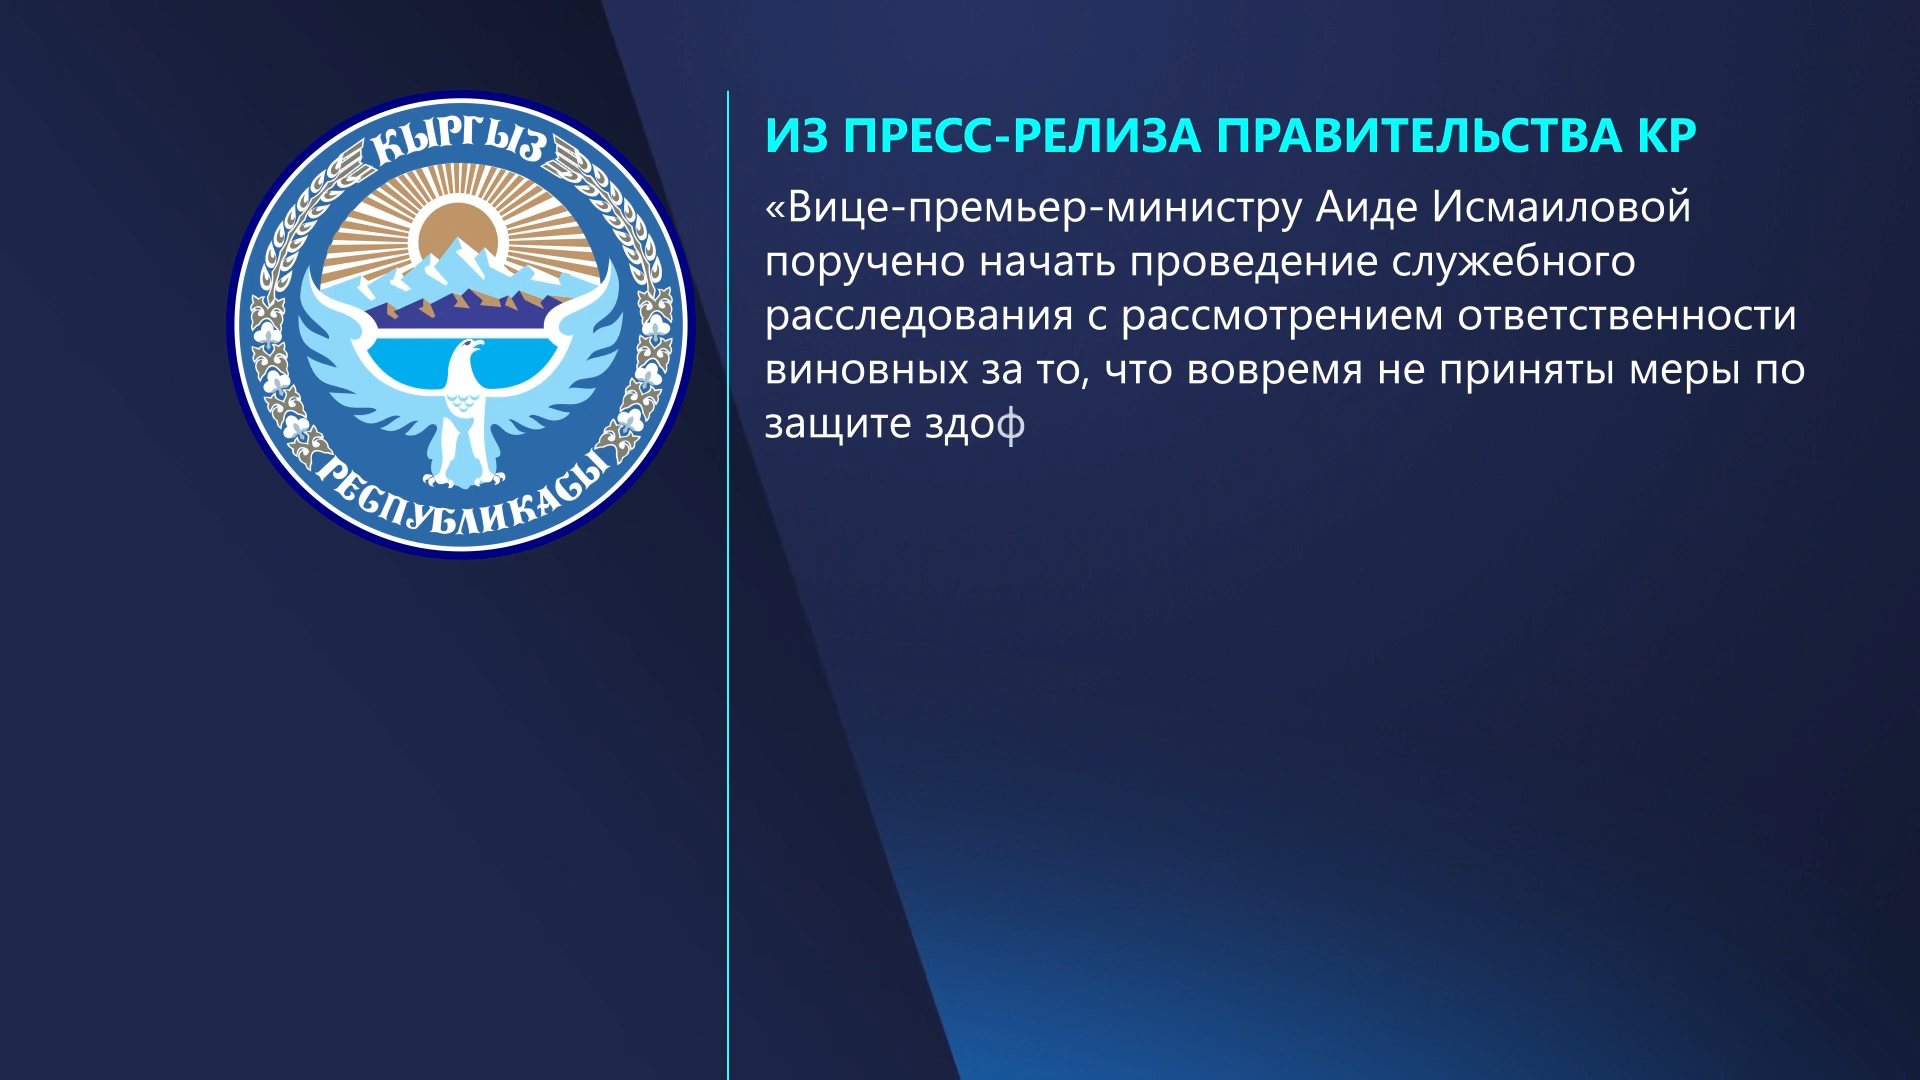 КЫРГЫЗ
РЕСПУБЛИКАСЫ
ИЗ ПРЕСС-РЕЛИЗА ПРАВИТЕЛЬСТВА КР
«Вице-премьер-министру Аиде Исмаиловой
поручено начать проведение служебного
расследования с рассмотрением ответственности
виновных за то, что вовремя не приняты меры по
защите здоф